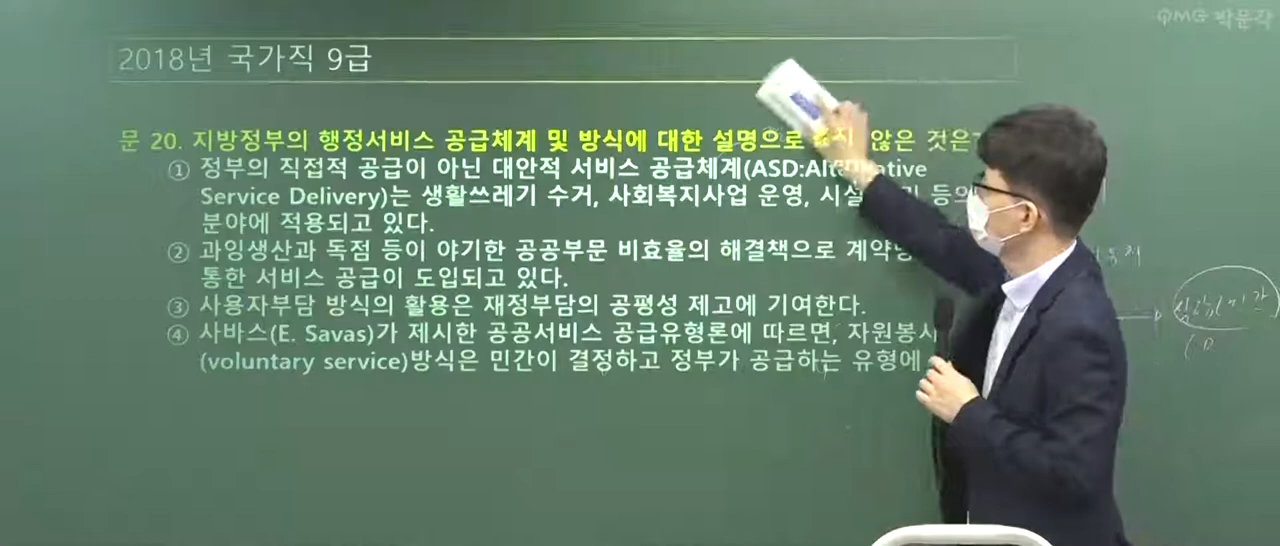 PMG 박문각
2018년 국가직 9급
문 20. 지방정부의 행정서비스 공급체계 및 방식에 대한 설명으로 않은 것은
① 정부의 직접적 공급이 아닌 대안적 서비스 공급체계(ASD:
Service Delivery)는 생활쓰레기 수거, 사회복지사업 운영, 등의
분야에 적용되고 있다.
② 과잉생산과 독점 등이 야기한 공공부문 비효율의 해결책으로
통한 서비스 공급이 도입되고 있다.
③ 사용자부담 방식의 활용은 재정부담의 공평성 제고에 기여한다.
④ 사바스(E. Savas)가 제시한 공공서비스 공급유형론에 따르면,
(voluntary service)방식은 민간이 결정하고 정부가 공급하는 유형에